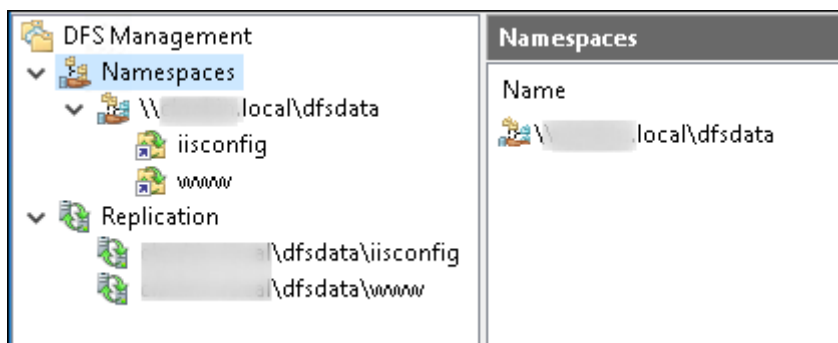 DFS Management
Namespaces
\\ .local\dfsdata
iisconfig
www
Replication
\dfsdata\iisconfig
\dfsdata\www
Namespaces
Name
\\ .local\dfsdata